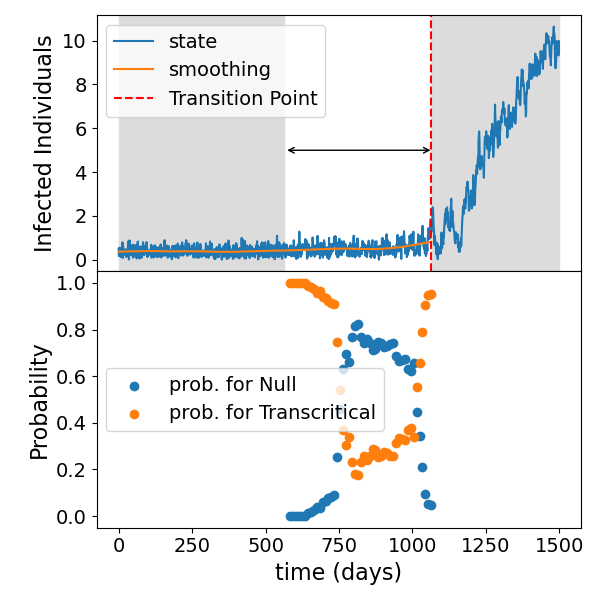 Infected Individuals
10
8
6
4
2
0
state
smoothing
Transition Point
Probability
1.0
0.8
0.6
0.4
0.2
0.0
prob. for Null
prob. for Transcritical
0 250 500 750 1000 1250 1500
time (days)